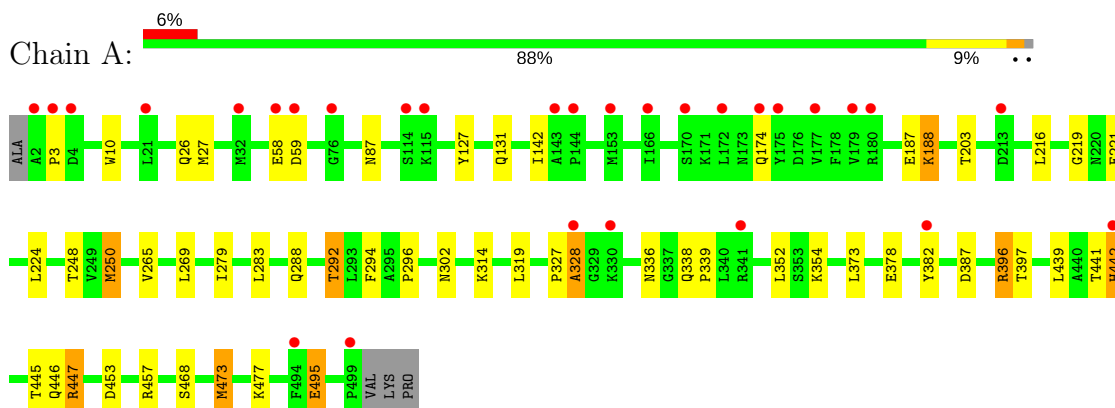 6%
Chain A:
88% 9% • •
ALA A2 P3 D4 W10 L21 Q26 M27 M32 E58 D59 G76 N87 S114 K115 Y127 Q131 I142 A143 P144 M153 I166 S170 K171 L172 N173 Q174 Y175 D176 V177 F178 V179 R180 E187 K188 T203 D213 L216 G219 N220
L224 T248 V249 M250 V265 L269 I279 L283 Q288 T292 L293 F294 A295 P296 N302 K314 L319 P327 A328 G329 K330 N336 G337 Q338 P339 L340 R341 L352 S353 K354 L373 E378 Y382 D387 R396 T397 L439 A440 T441 H442
T445 Q446 R447 D453 R457 S468 M473 K477 F494 E495 P499 VAL LYS PRO